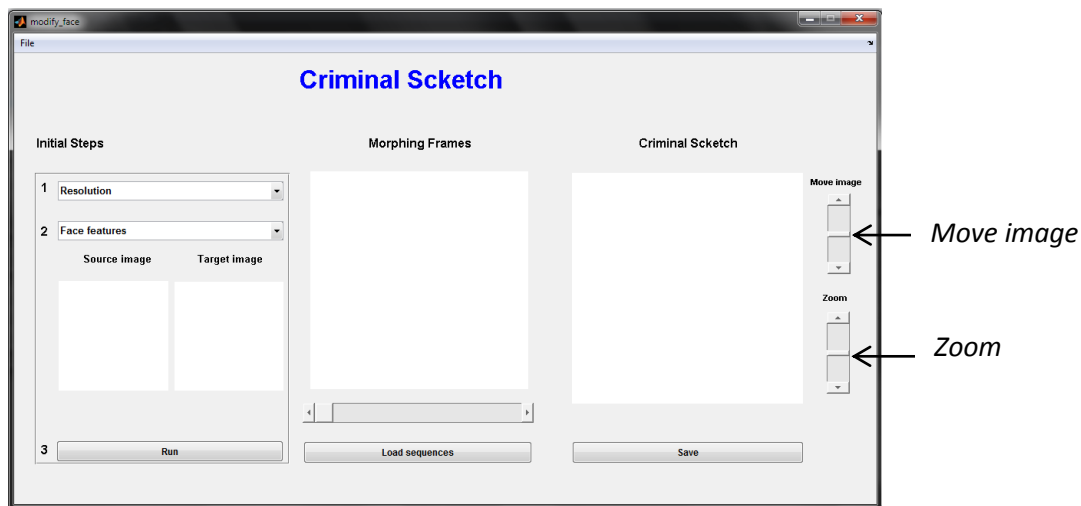 modify_face
File
Criminal Scketch
Initial Steps
Morphing Frames
Criminal Scketch
1 Resolution
2 Face features
Source image
Target image
3 Run
Load sequences
Save
Move image
Zoom
Move image
Zoom